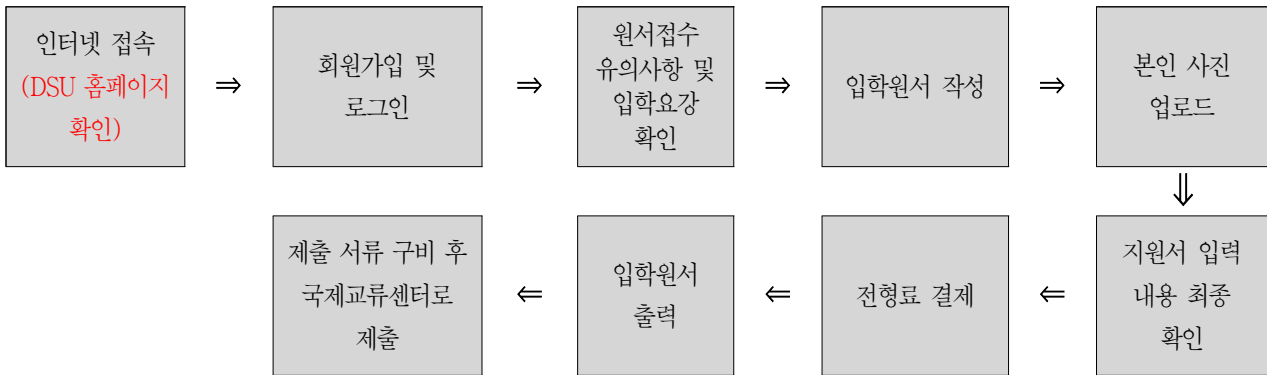 인터넷 접속
(DSU 홈페이지
확인)
⇒
회원가입 및
로그인
⇒
원서접수
유의사항 및
입학요강
확인
⇒
입학원서 작성
⇒
본인 사진
업로드
⇓
지원서 입력
내용 최종
확인
⇐
전형료 결제
⇐
입학원서
출력
⇐
제출 서류 구비 후
국제교류센터로
제출